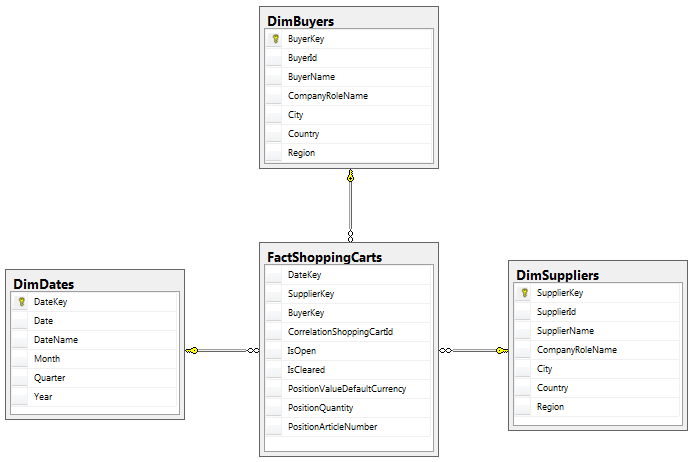 DimBuyers
BuyerKey
BuyerId
BuyerName
CompanyRoleName
City
Country
Region
FactShoppingCarts
DateKey
SupplierKey
BuyerKey
CorrelationShoppingCartId
IsOpen
IsCleared
PositionValueDefaultCurrency
PositionQuantity
PositionArticleNumber
DimDates
DateKey
Date
DateName
Month
Quarter
Year
DimSuppliers
SupplierKey
SupplierId
SupplierName
CompanyRoleName
City
Country
Region